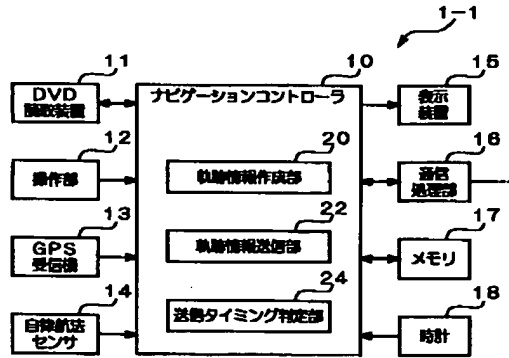 1-1
11
10
15
DVD
読取装置
ナビゲーションコントローラ
表示
装置
12
20
16
操作部
軌跡情報作成部
通信
処理部
13
22
17
GPS
受信機
軌跡情報送信部
メモリ
14
24
18
自律航法
センサ
送信タイミング判定部
時計